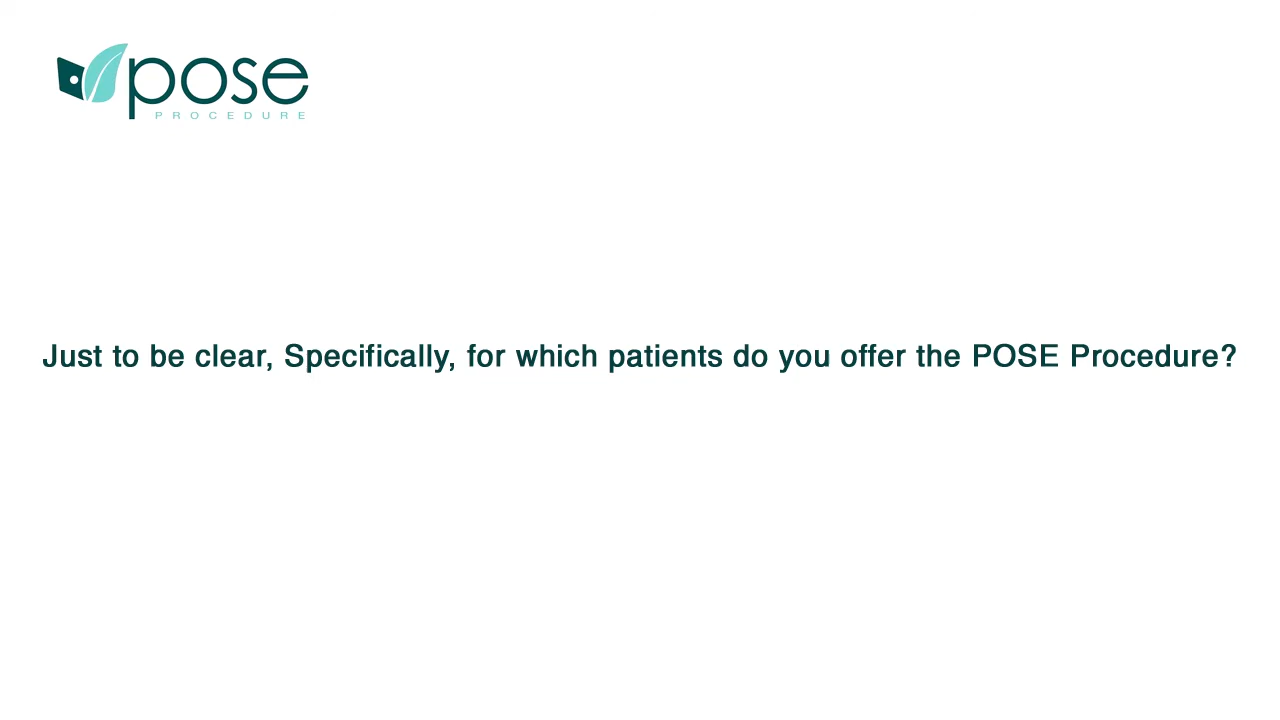 pose
PROCEDURE
Just to be clear, Specifically, for which patients do you offer the POSE Procedure?